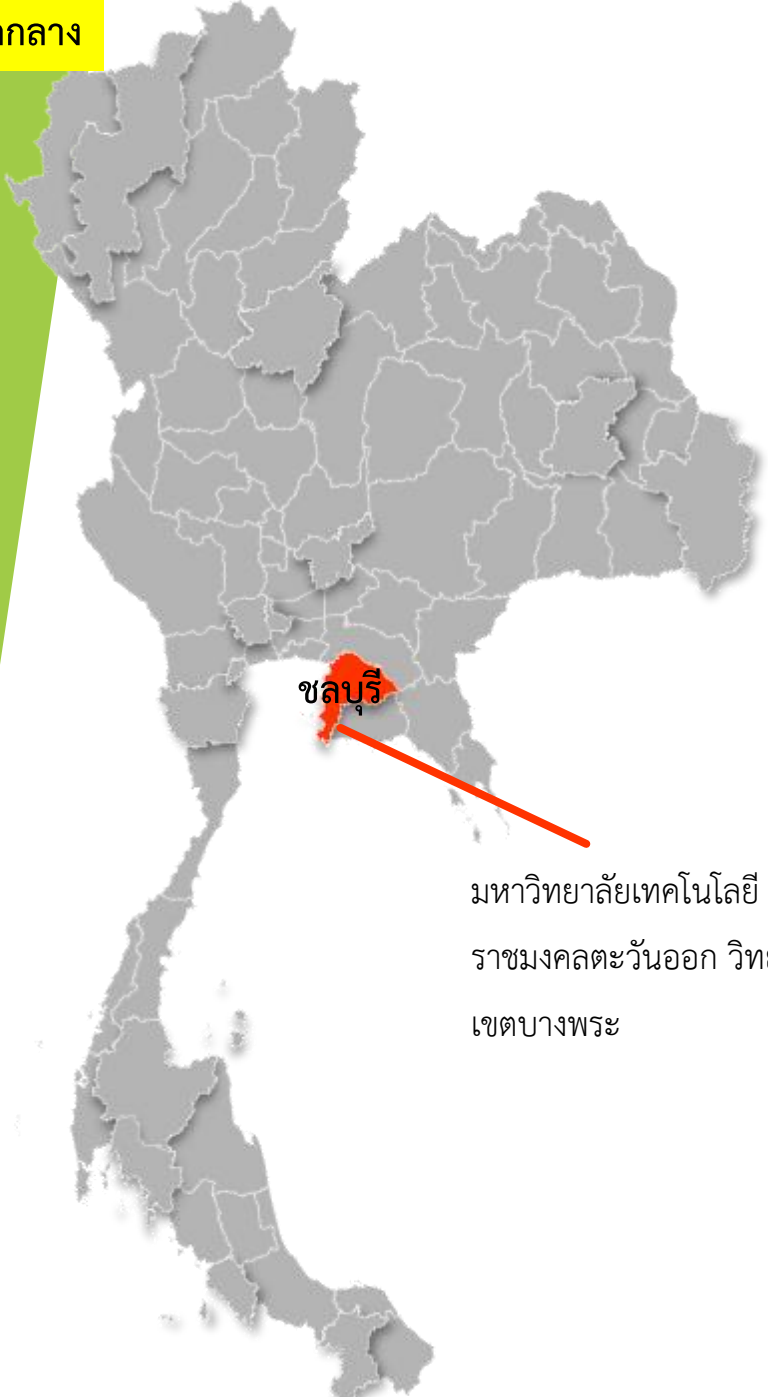 กลาง
ชลบุรี
มหาวิทยาลัยเทคโนโลยี
ราชมงคลตะวันออก
เขตบางพระ